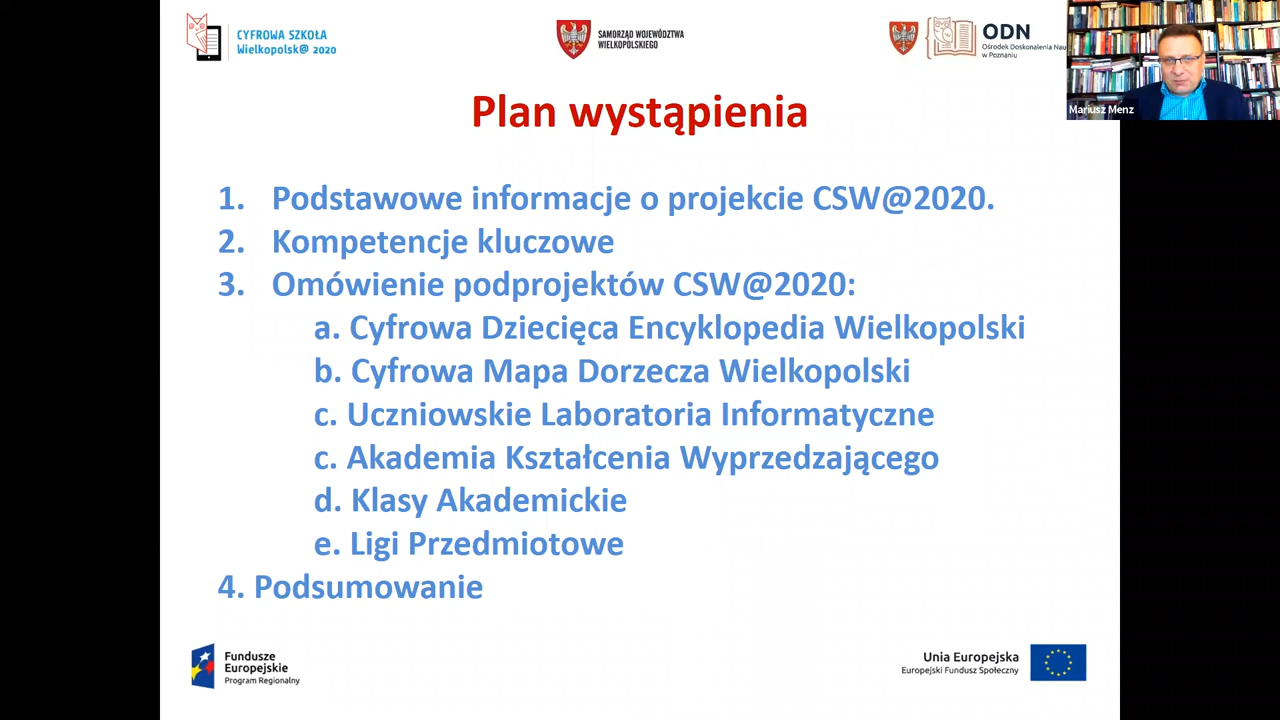 CYFROWA SZKOŁA
Wielkopolsk@ 2020
SAMORZĄD WOJEWÓDZTWA
WIELKOPOLSKIEGO
ODN
Ośrodek Doskonalenia Nau
w Poznaniu
Mariusz Menz
Plan wystąpienia
1. Podstawowe informacje o projekcie CSW@2020.
2. Kompetencje kluczowe
3. Omówienie podprojektów CSW@2020:
a. Cyfrowa Dziecięca Encyklopedia Wielkopolski
b. Cyfrowa Mapa Dorzecza Wielkopolski
c. Uczniowskie Laboratoria Informatyczne
c. Akademia Kształcenia Wyprzedzającego
d. Klasy Akademickie
e. Ligi Przedmiotowe
4. Podsumowanie
Fundusze
Europejskie
Program Regionalny
Unia Europejska
Europejski Fundusz Społeczny